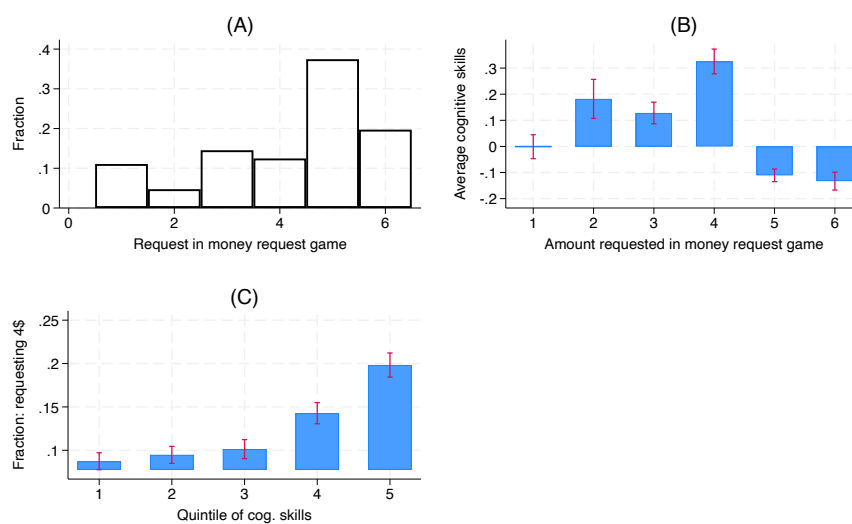 (A)
Fraction
.4
.3
.2
.1
0
0 2 4 6
Request in money request game
(B)
Average cognitive skills
.3
.2
.1
0
-.1
-.2
1 2 3 4 5 6
Amount requested in money request game
(C)
Fraction: requesting 4$
.25
.2
.15
.1
1 2 3 4 5
Quintile of cog. skills